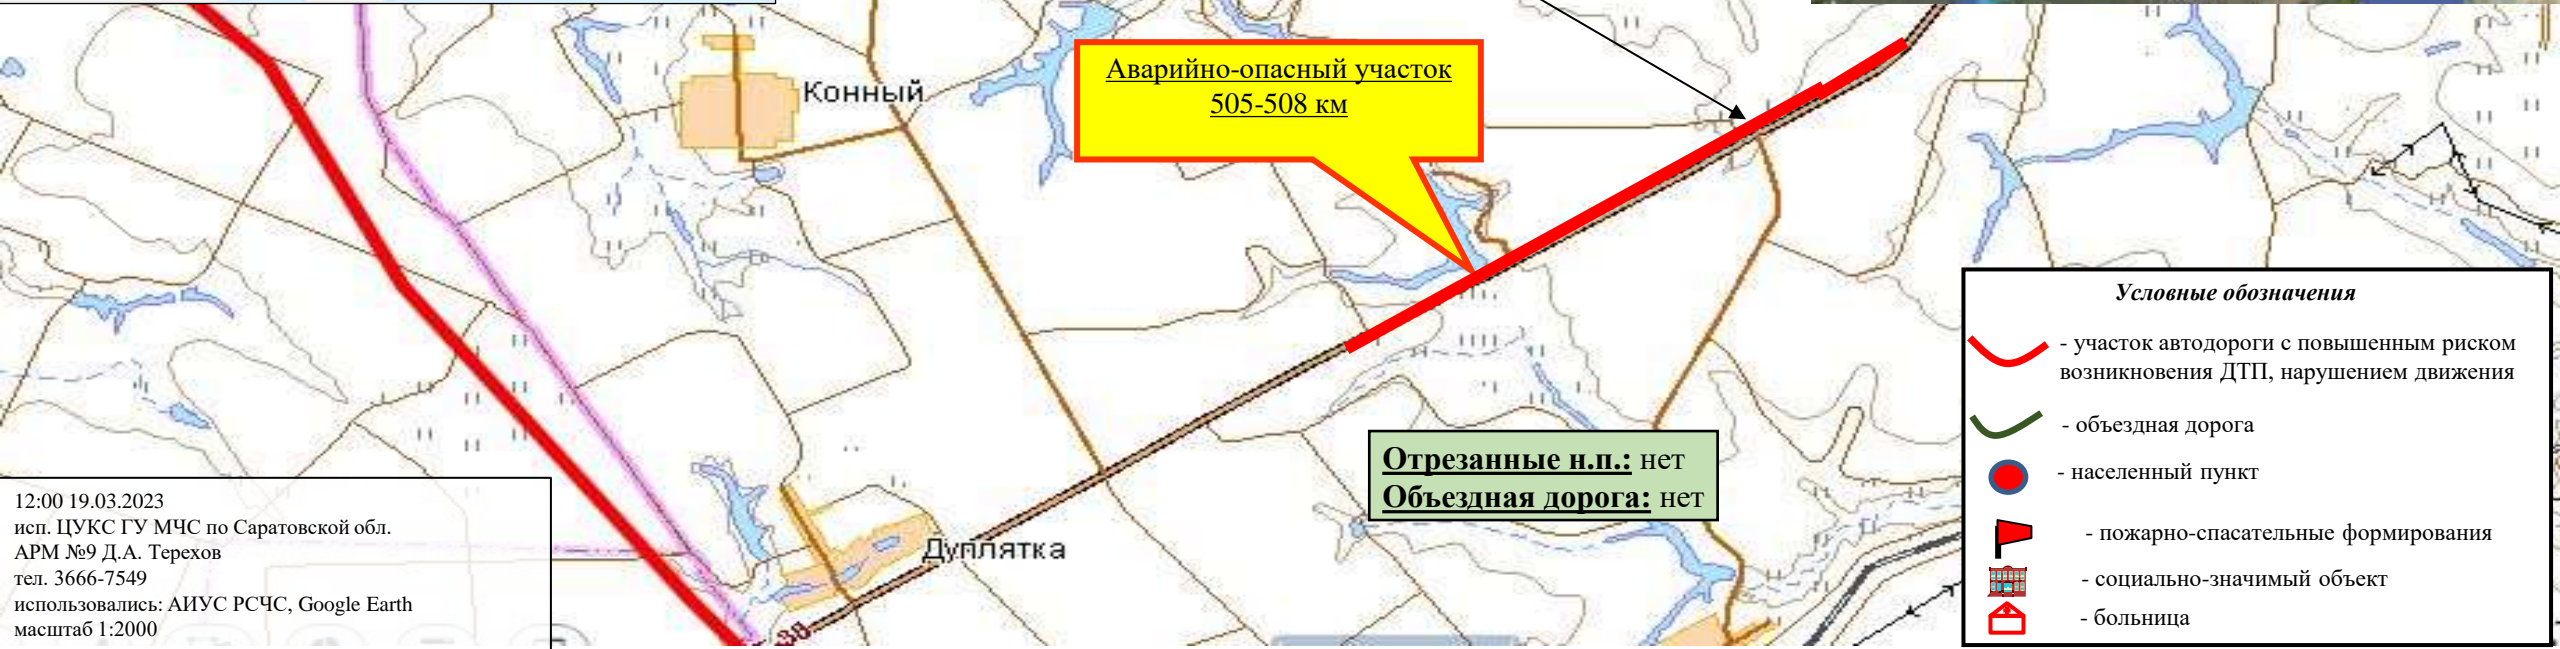 Конный
Аварийно-опасный участок
505-508 км
Условные обозначения
- участок автодороги с повышенным риском
возникновения ДТП, нарушением движения
- объездная дорога
- населенный пункт
- пожарно-спасательные формирования
- социально-значимый объект
- больница
Отрезанные н.п.: нет
Объездная дорога: нет
Дуплятка
12:00 19.03.2023
исп. ЦУКС ГУ МЧС по Саратовской обл.
АРМ №9 Д.А. Терехов
тел. 3666-7549
использовались: АИУС РСЧС, Google Earth
масштаб 1:2000